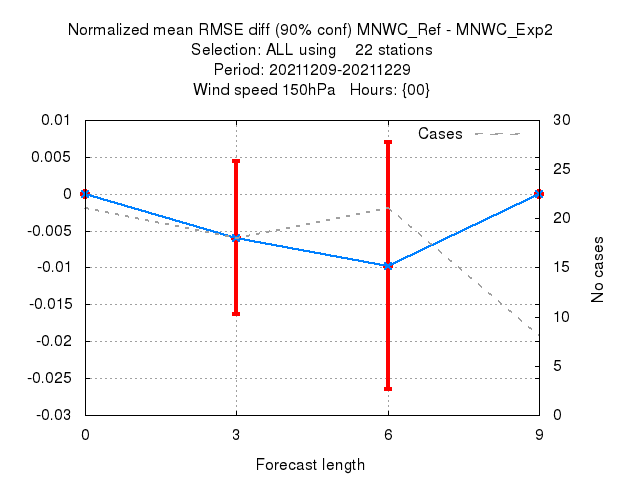 Normalized mean RMSE diff (90% conf) MNWC_Ref - MNWC_Exp2
Selection: ALL using    22 stations
Period: 20211209-20211229
Wind speed 150hPa   Hours: {00}
Cases
0.01
0.005
0
-0.005
-0.01
-0.015
-0.02
-0.025
-0.03
30
25
20
15
10
5
0
No cases
0 3 6 9
Forecast length